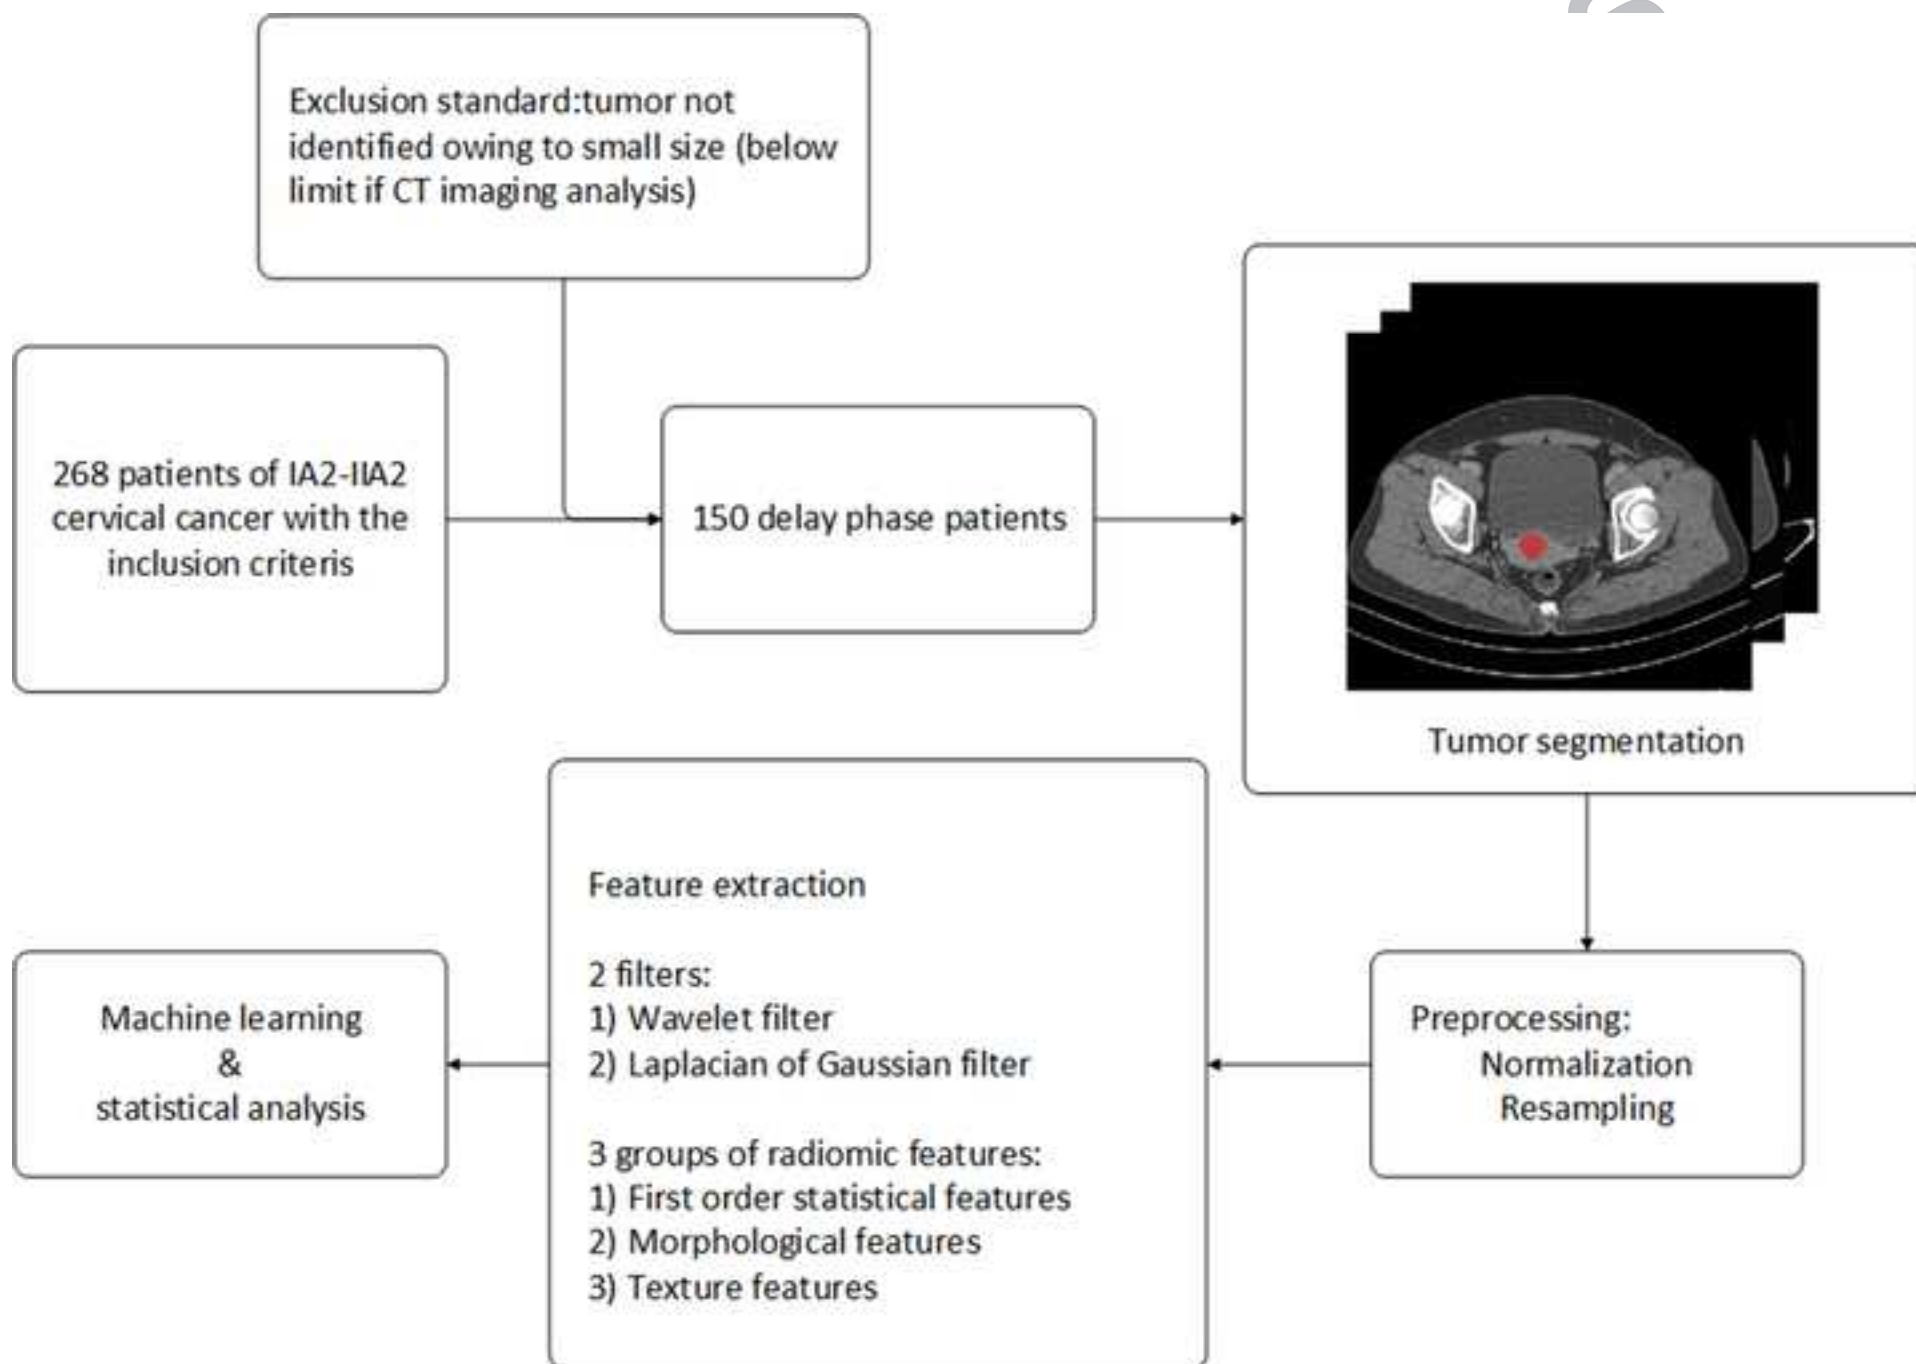 Exclusion standard:tumor not
identified owing to small size (below
limit if CT imaging analysis)
268 patients of IA2-IIA2
cervical cancer with the
inclusion criteris
150 delay phase patients
Tumor segmentation
Preprocessing:
Normalization
Resampling
Feature extraction
2 filters:
1) Wavelet filter
2) Laplacian of Gaussian filter
3 groups of radiomic features:
1) First order statistical features
2) Morphological features
3) Texture features
Machine learning
&
statistical analysis